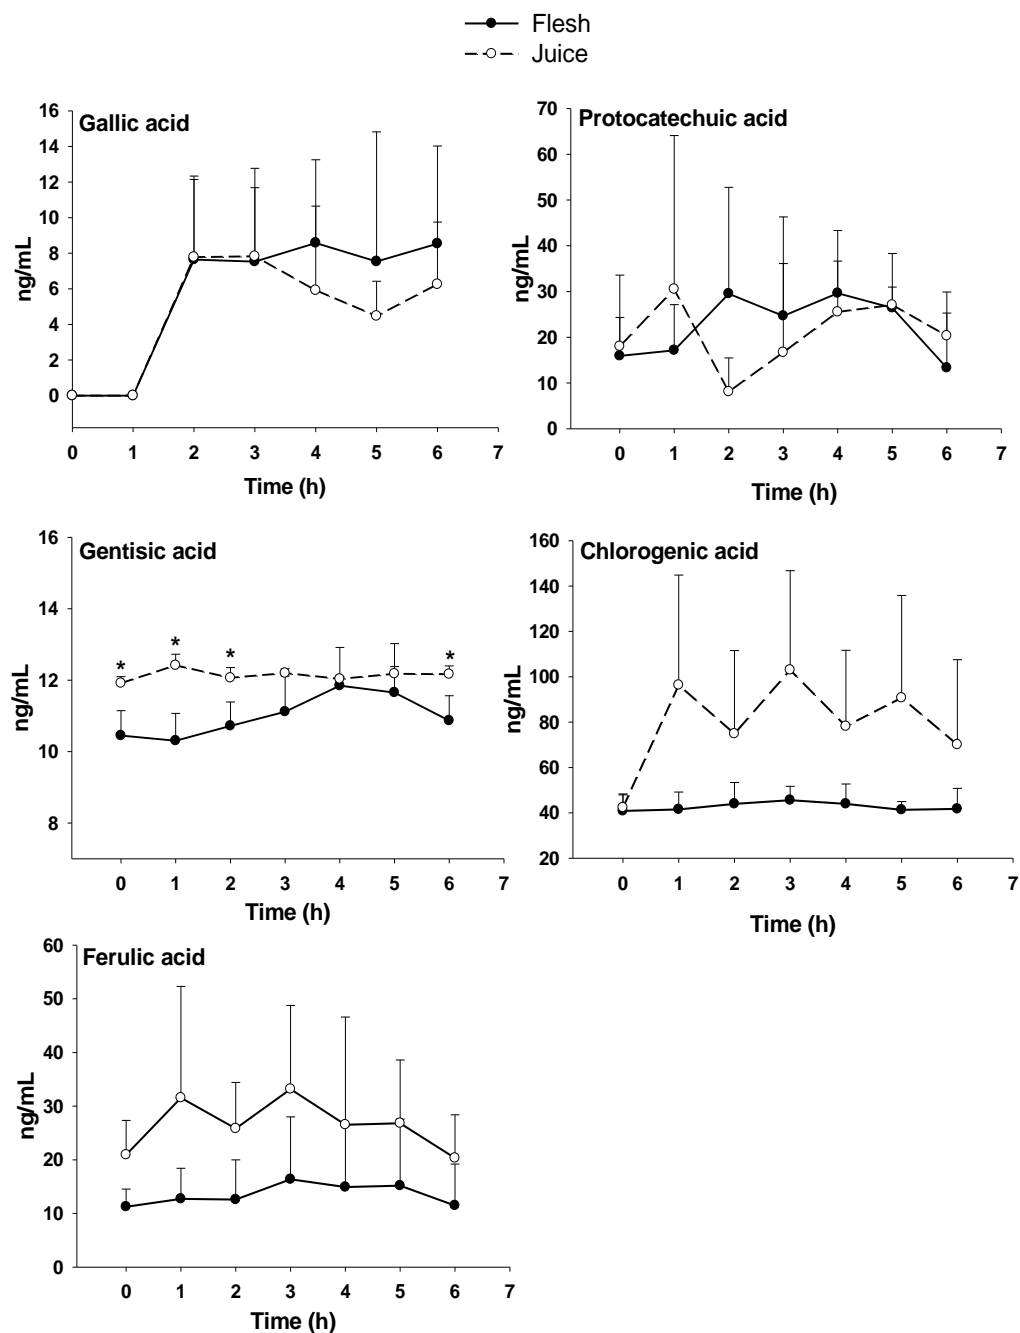 Flesh
Juice
Gallic acid
16
14
12
10
8
6
4
2
0
ng/mL
0 1 2 3 4 5 6 7
Time (h)
Protocatechuic acid
70
60
50
40
30
20
10
0
ng/mL
0 1 2 3 4 5 6 7
Time (h)
Gentisic acid
16
14
12
10
8
ng/mL
* * * *
0 1 2 3 4 5 6 7
Time (h)
Chlorogenic acid
160
140
120
100
80
60
40
20
ng/mL
0 1 2 3 4 5 6 7
Time (h)
Ferulic acid
60
50
40
30
20
10
0
ng/mL
0 1 2 3 4 5 6 7
Time (h)